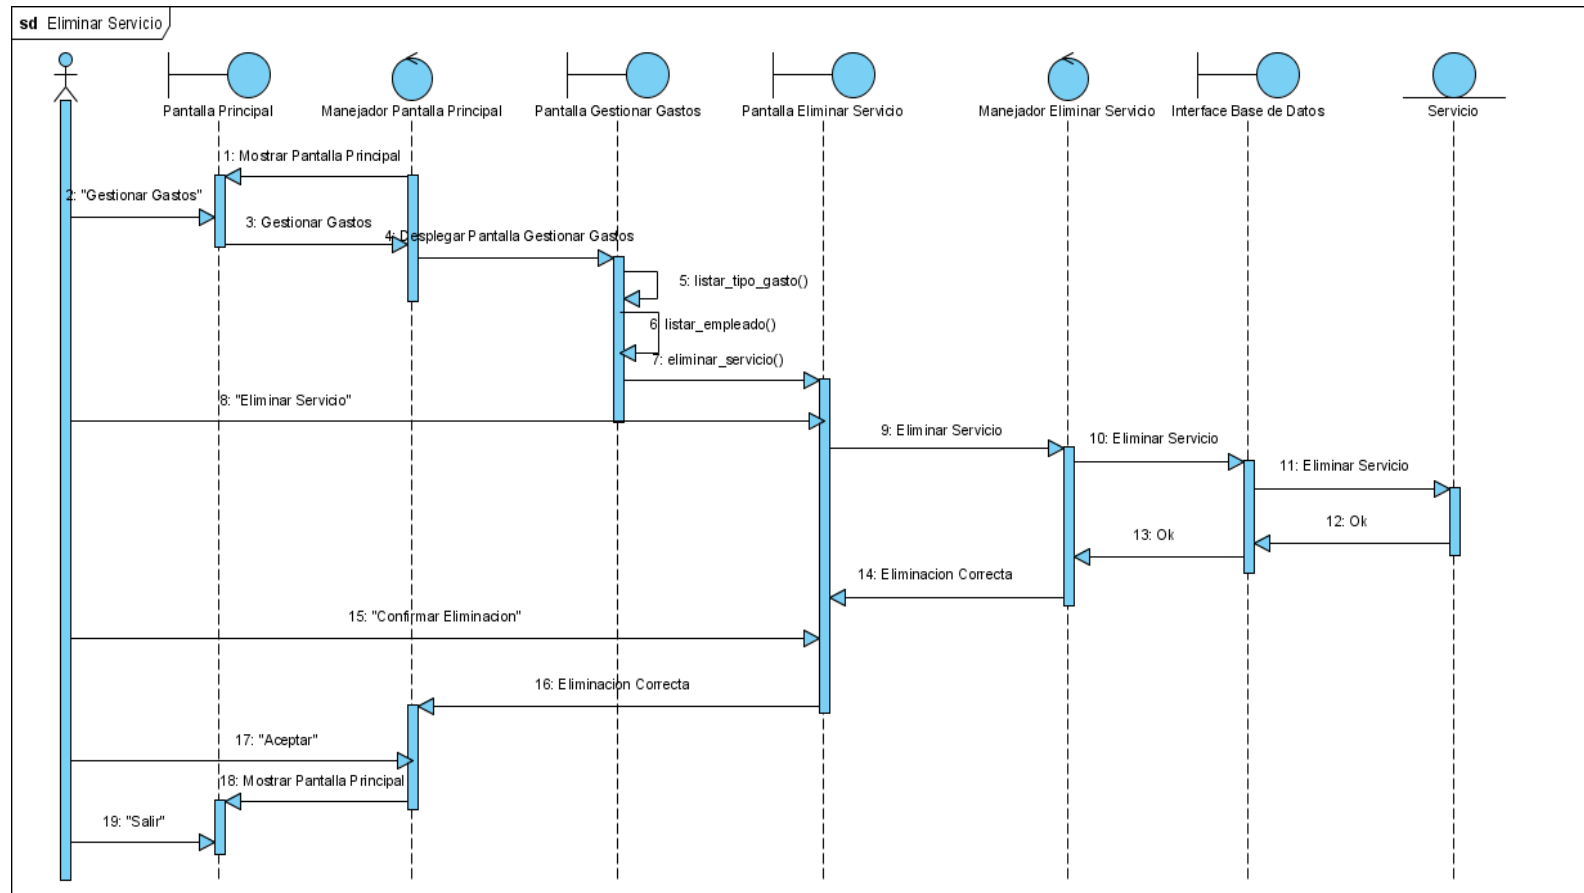 sd Eliminar Servicio
Pantalla Principal
Manejador Pantalla Principal
Pantalla Gestionar Gastos
Pantalla Eliminar Servicio
Manejador Eliminar Servicio
Interface Base de Datos
Servicio
1: Mostrar Pantalla Principal
2: "Gestionar Gastos"
3: Gestionar Gastos
4: Desplegar Pantalla Gestionar Gastos
5: listar_tipo_gasto()
6: listar_empleado()
7: eliminar_servicio()
8: "Eliminar Servicio"
9: Eliminar Servicio
10: Eliminar Servicio
11: Eliminar Servicio
12: Ok
13: Ok
14: Eliminacion Correcta
15: "Confirmar Eliminacion"
16: Eliminacion Correcta
17: "Aceptar"
18: Mostrar Pantalla Principal
19: "Salir"